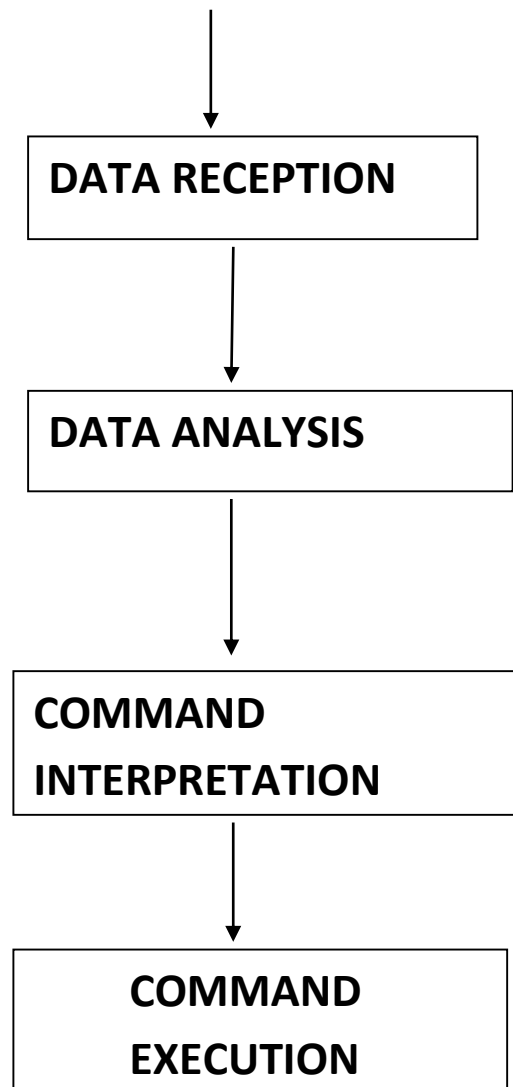 DATA RECEPTION
DATA ANALYSIS
COMMAND
INTERPRETATION
COMMAND
EXECUTION